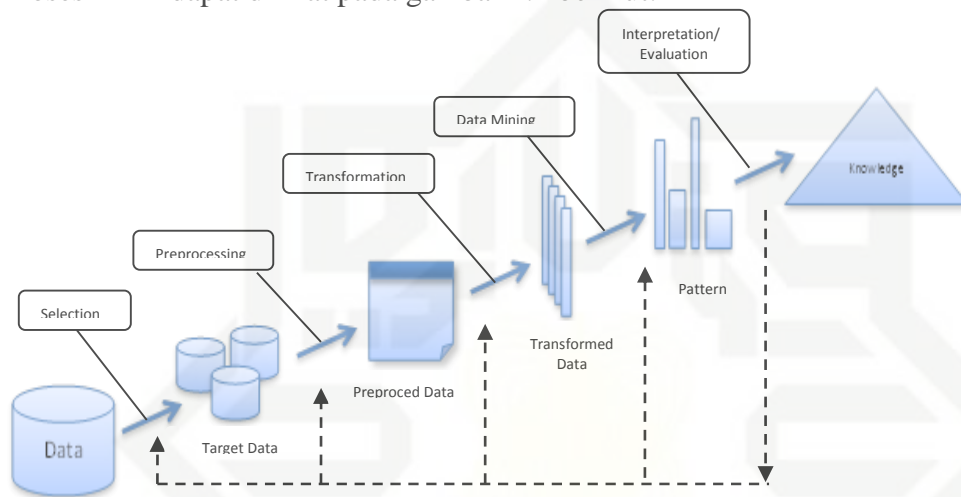 Interpretation/
Evaluation
Data Mining
Knowledge
Transformation
Preprocessing
Pattern
Selection
Transformed
Data
Preproced Data
Target Data
Data